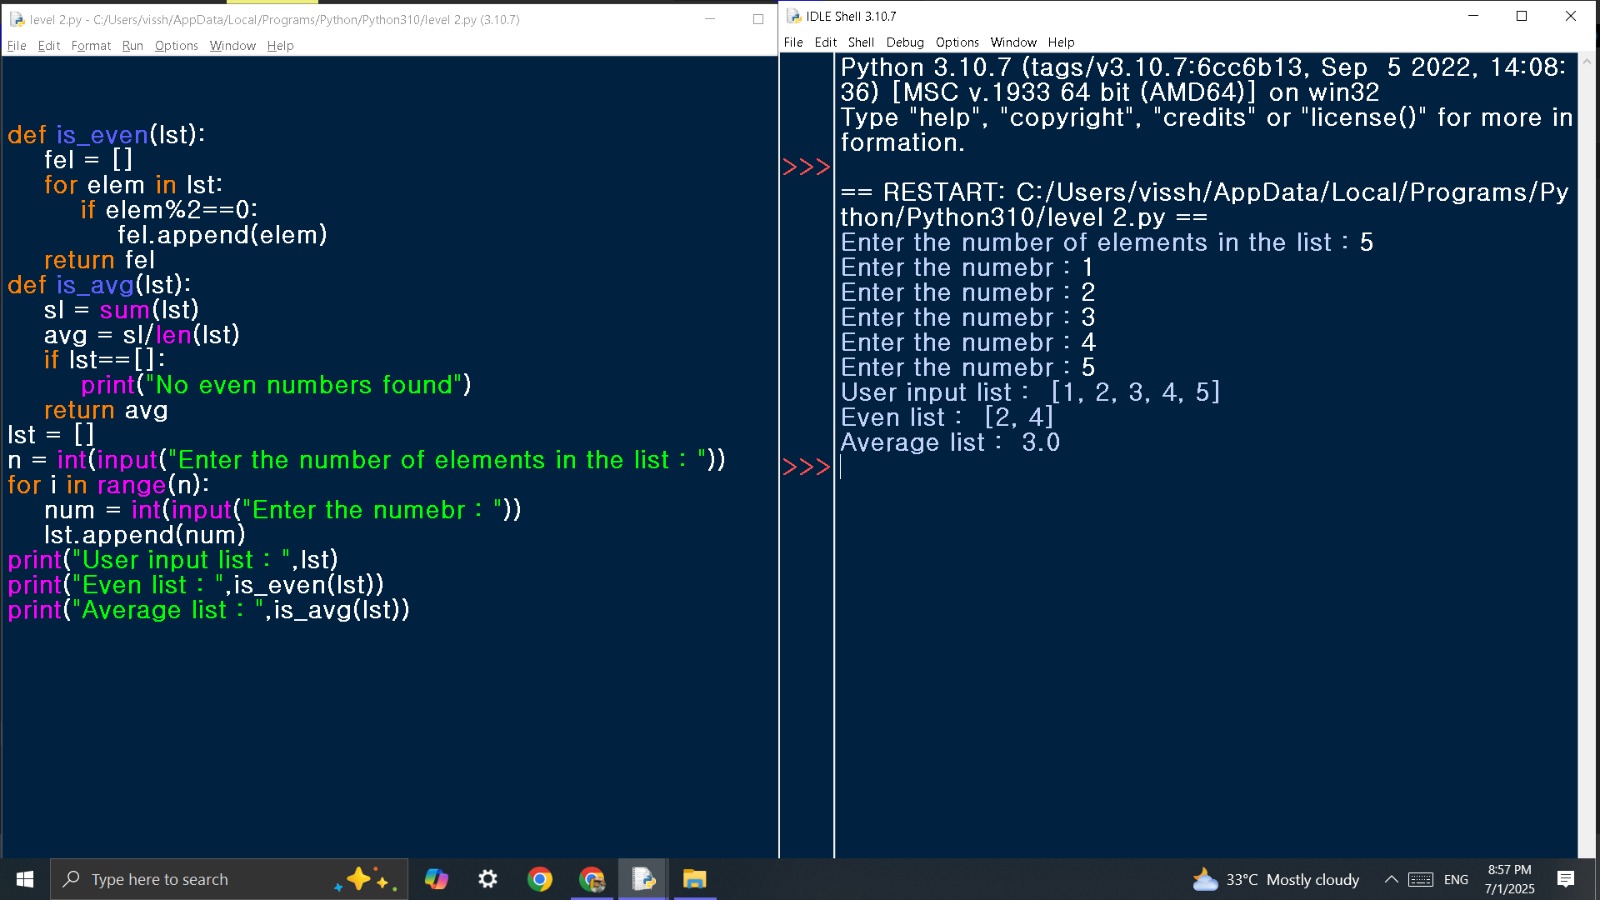 level 2.py - C:/Users/vissh/AppData/Local/Programs/Python/Python310/level 2.py (3.10.7)
File Edit Format Run Options Window Help
def is_even(lst):
    fel = []
    for elem in lst:
        if elem%2==0:
            fel.append(elem)
    return fel
def is_avg(lst):
    sl = sum(lst)
    avg = sl/len(lst)
    if lst==[]:
        print("No even numbers found")
    return avg
lst = []
n = int(input("Enter the number of elements in the list : "))
for i in range(n):
    num = int(input("Enter the numebr : "))
    lst.append(num)
print("User input list : ",lst)
print("Even list : ",is_even(lst))
print("Average list : ",is_avg(lst))
IDLE Shell 3.10.7
File Edit Shell Debug Options Window Help
Python 3.10.7 (tags/v3.10.7:6cc6b13, Sep  5 2022, 14:08:
36) [MSC v.1933 64 bit (AMD64)] on win32
Type "help", "copyright", "credits" or "license()" for more in
formation.
>>>
== RESTART: C:/Users/vissh/AppData/Local/Programs/Py
thon/Python310/level 2.py ==
Enter the number of elements in the list : 5
Enter the numebr : 1
Enter the numebr : 2
Enter the numebr : 3
Enter the numebr : 4
Enter the numebr : 5
User input list :  [1, 2, 3, 4, 5]
Even list :  [2, 4]
Average list :  3.0
>>>
Type here to search
33°C Mostly cloudy
ENG
8:57 PM
7/1/2025